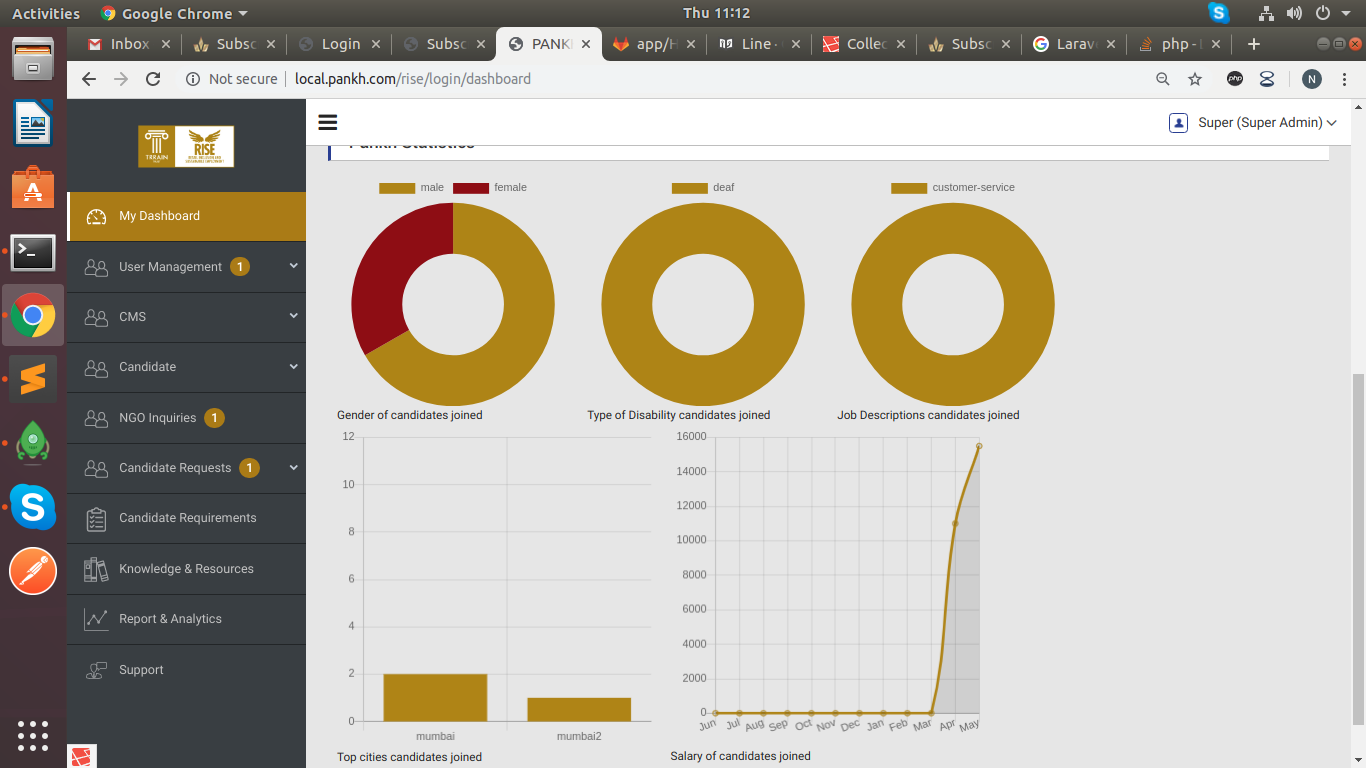 Activities Google Chrome Thu 11:12
Inbox Subsc Login Subsc PANK app/H Line - Collec Subsc Larav php -
Not secure local.pankh.com/rise/login/dashboard php N
TRRAIN RISE
Super (Super Admin)
Pankh Statistics
My Dashboard
User Management 1
CMS
Candidate
NGO Inquiries 1
Candidate Requests 1
Candidate Requirements
Knowledge & Resources
Report & Analytics
Support
male female
Gender of candidates joined
deaf
Type of Disability candidates joined
customer-service
Job Descriptions candidates joined
12
10
8
6
4
2
0
mumbai mumbai2
Top cities candidates joined
16000
14000
12000
10000
8000
6000
4000
2000
0
Jun Jul Aug Sep Oct Nov Dec Jan Feb Mar Apr May
Salary of candidates joined